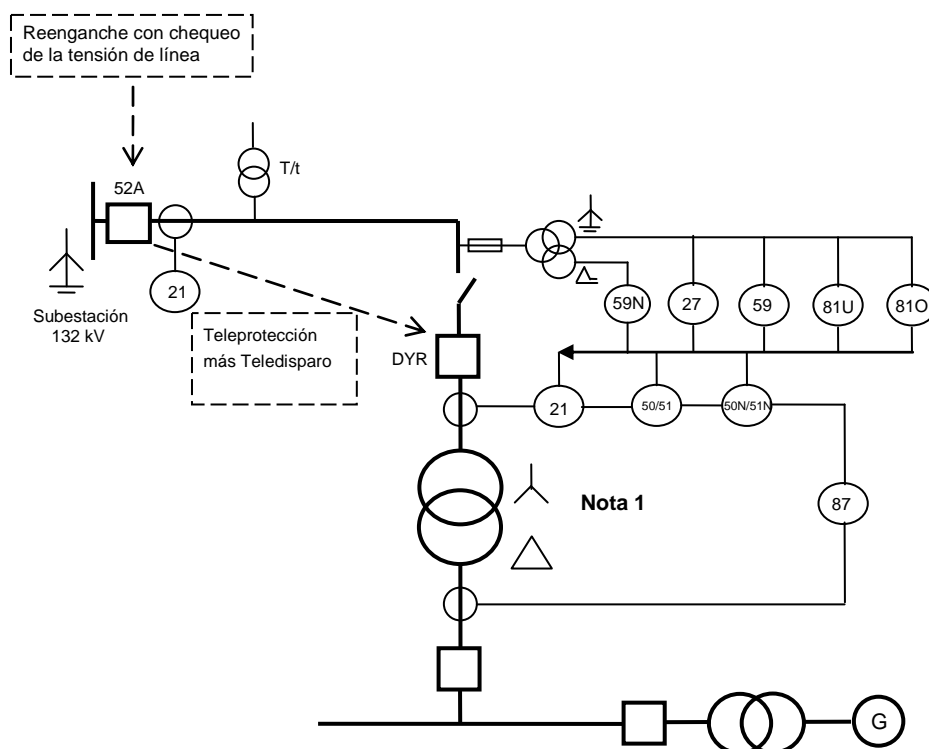 Reenganche con chequeo
de la tensión de línea
T/t
52A
21
Subestación
132 kV
Teleprotección
más Teledisparo
DYR
59N
27
59
81U
81O
21
50/51
50N/51N
87
Nota 1
G